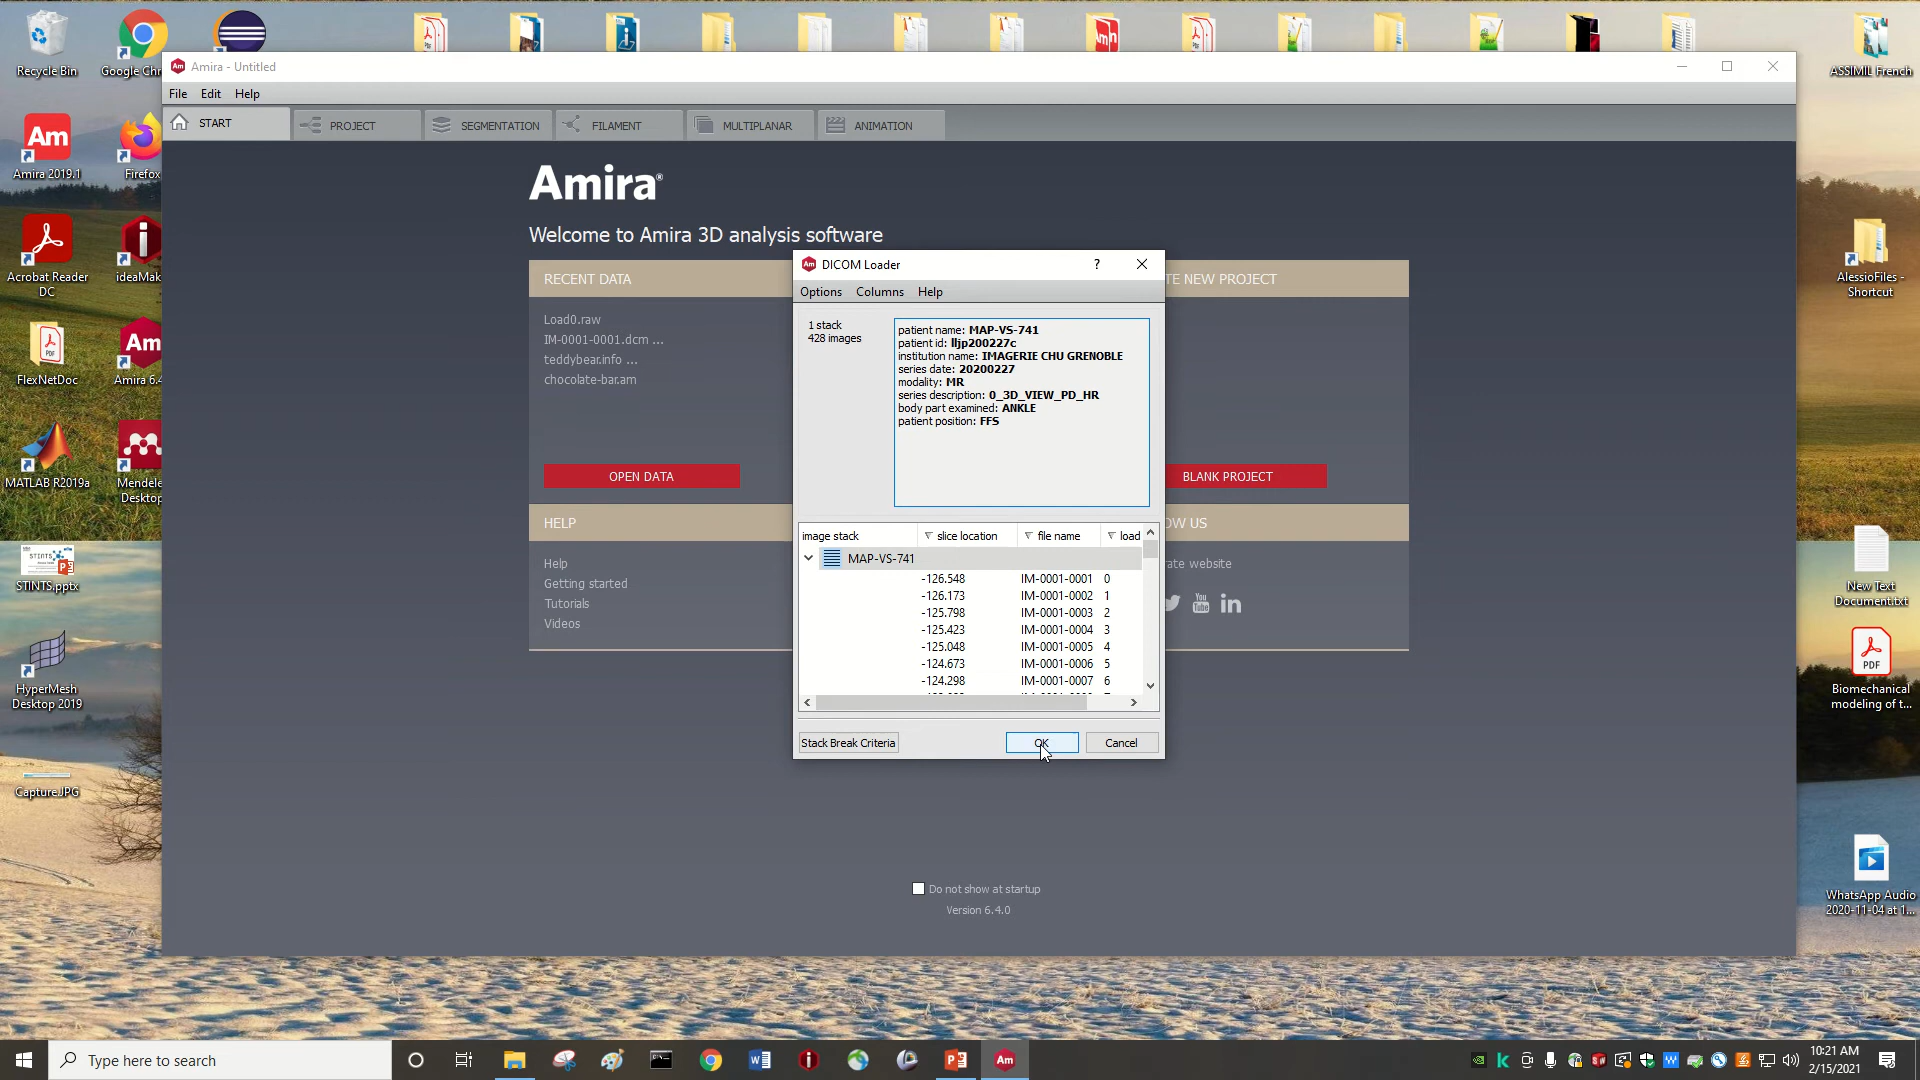 Recycle Bin
Google Chr
ASSIMIL French
Amira - Untitled
File Edit Help
START
PROJECT
SEGMENTATION
FILAMENT
MULTIPLANAR
ANIMATION
Am
Amira 2019.1
Firefox
Acrobat Reader
DC
ideaMak
FlexNetDoc
Am
Amira 6.4
MATLAB R2019a
Mendele
Desktop
STINTS.pptx
HyperMesh
Desktop 2019
Capture.JPG
Amira®
Welcome to Amira 3D analysis software
RECENT DATA
Load0.raw
IM-0001-0001.dcm ...
teddybear.info ...
chocolate-bar.am
OPEN DATA
HELP
Help
Getting started
Tutorials
Videos
TE NEW PROJECT
BLANK PROJECT
OW US
rate website
You
Tube
in
DICOM Loader
?
Options Columns Help
1 stack
428 images
patient name: MAP-VS-741
patient id: lljp200227c
institution name: IMAGERIE CHU GRENOBLE
series date: 20200227
modality: MR
series description: 0_3D_VIEW_PD_HR
body part examined: ANKLE
patient position: FFS
image stack slice location file name load
MAP-VS-741
-126.548 IM-0001-0001 0
-126.173 IM-0001-0002 1
-125.798 IM-0001-0003 2
-125.423 IM-0001-0004 3
-125.048 IM-0001-0005 4
-124.673 IM-0001-0006 5
-124.298 IM-0001-0007 6
Stack Break Criteria
OK
Cancel
Do not show at startup
Version 6.4.0
AlessioFiles -
Shortcut
New Text
Document.txt
PDF
Biomechanical
modeling of t...
WhatsApp Audio
2020-11-04 at 1...
Type here to search
Am
10:21 AM
2/15/2021